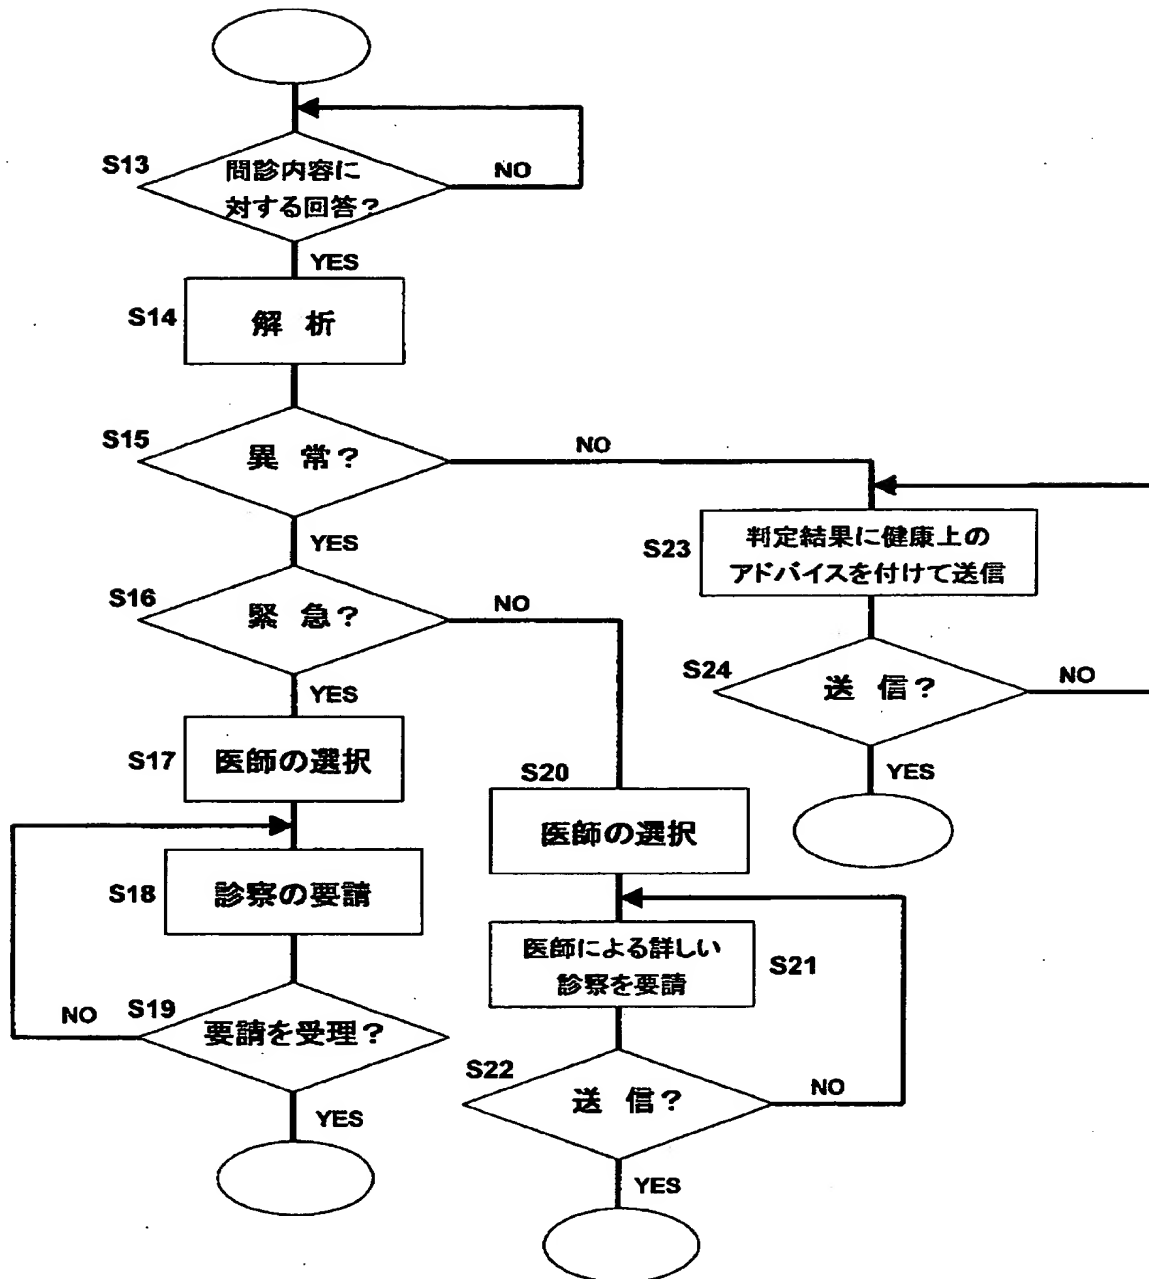 S13
問診内容に
対する回答?
NO
YES
S14
解 析
S15
異 常?
NO
YES
S16
緊 急?
NO
YES
S17
医師の選択
S18
診察の要請
S19
要請を受理?
NO
YES
S20
医師の選択
S21
医師による詳しい
診察を要請
S22
送 信?
NO
YES
S23
判定結果に健康上の
アドバイスを付けて送信
S24
送 信?
NO
YES